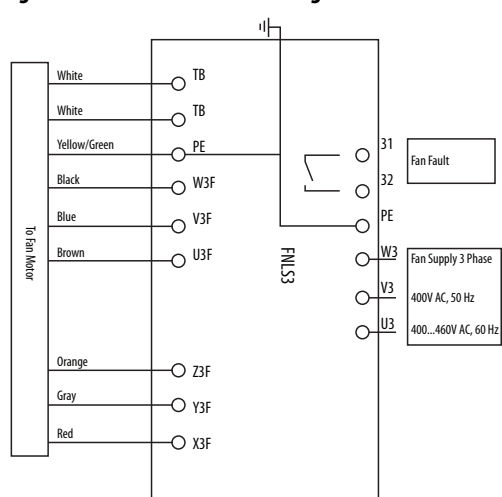 White
TB
White
TB
Yellow/Green
PE
Black
W3F
Blue
V3F
Brown
U3F
Orange
Z3F
Gray
Y3F
Red
X3F
To Fan Motor
FNLS3
31
32
Fan Fault
PE
W3
V3
U3
Fan Supply 3 Phase
400V AC, 50 Hz
400...460V AC, 60 Hz